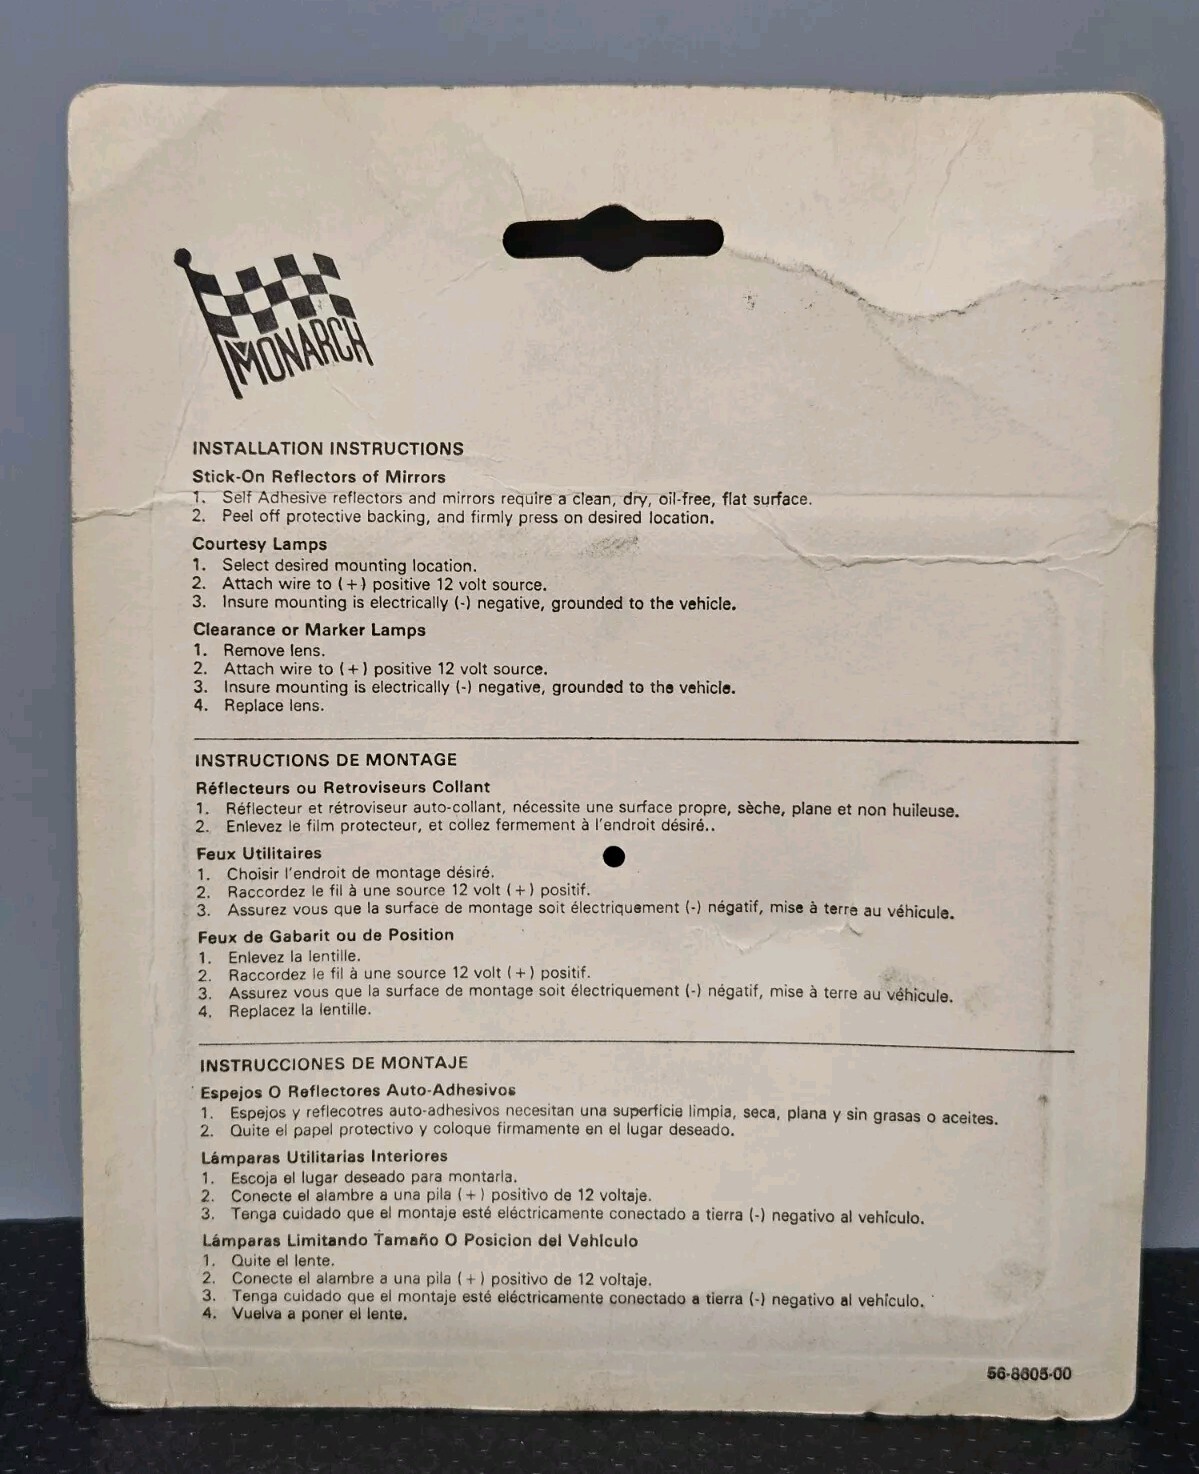 MONARCH
INSTALLATION INSTRUCTIONS
Stick-On Reflectors of Mirrors
1. Self Adhesive reflectors and mirrors require a clean, dry, oil-free, flat surface.
2. Peel off protective backing, and firmly press on desired location.
Courtesy Lamps
1. Select desired mounting location.
2. Attach wire to (+) positive 12 volt source.
3. Insure mounting is electrically (-) negative, grounded to the vehicle.
Clearance or Marker Lamps
1. Remove lens.
2. Attach wire to (+) positive 12 volt source.
3. Insure mounting is electrically (-) negative, grounded to the vehicle.
4. Replace lens.
INSTRUCTIONS DE MONTAGE
Réflecteurs ou Retroviseurs Collant
1. Réflecteur et rétroviseur auto-collant, nécessite une surface propre, sèche, plane et non huileuse.
2. Enlevez le film protecteur, et collez fermement à l'endroit désiré..
Feux Utilitaires
1. Choisir l'endroit de montage désiré.
2. Raccordez le fil à une source 12 volt (+) positif.
3. Assurez vous que la surface de montage soit électriquement (-) négatif, mise à terre au véhicule.
Feux de Gabarit ou de Position
1. Enlevez la lentille.
2. Raccordez le fil à une source 12 volt (+) positif.
3. Assurez vous que la surface de montage soit électriquement (-) négatif, mise à terre au véhicule.
4. Replacez la lentille.
INSTRUCCIONES DE MONTAJE
Espejos O Reflectores Auto-Adhesivos
1. Espejos y reflecotres auto-adhesivos necesitan una superficie limpia, seca, plana y sin grasas o aceites.
2. Quite el papel protectivo y coloque firmamente en el lugar deseado.
Lámparas Utilitarias Interiores
1. Escoja el lugar deseado para montarla.
2. Conecte el alambre a una pila (+) positivo de 12 voltaje.
3. Tenga cuidado que el montaje esté eléctricamente conectado a tierra (-) negativo al vehículo.
Lámparas Limitando Tamaño O Posicion del Vehículo
1. Quite el lente.
2. Conecte el alambre a una pila (+) positivo de 12 voltaje.
3. Tenga cuidado que el montaje esté eléctricamente conectado a tierra (-) negativo al vehículo.
4. Vuelva a poner el lente.
56-8605-00